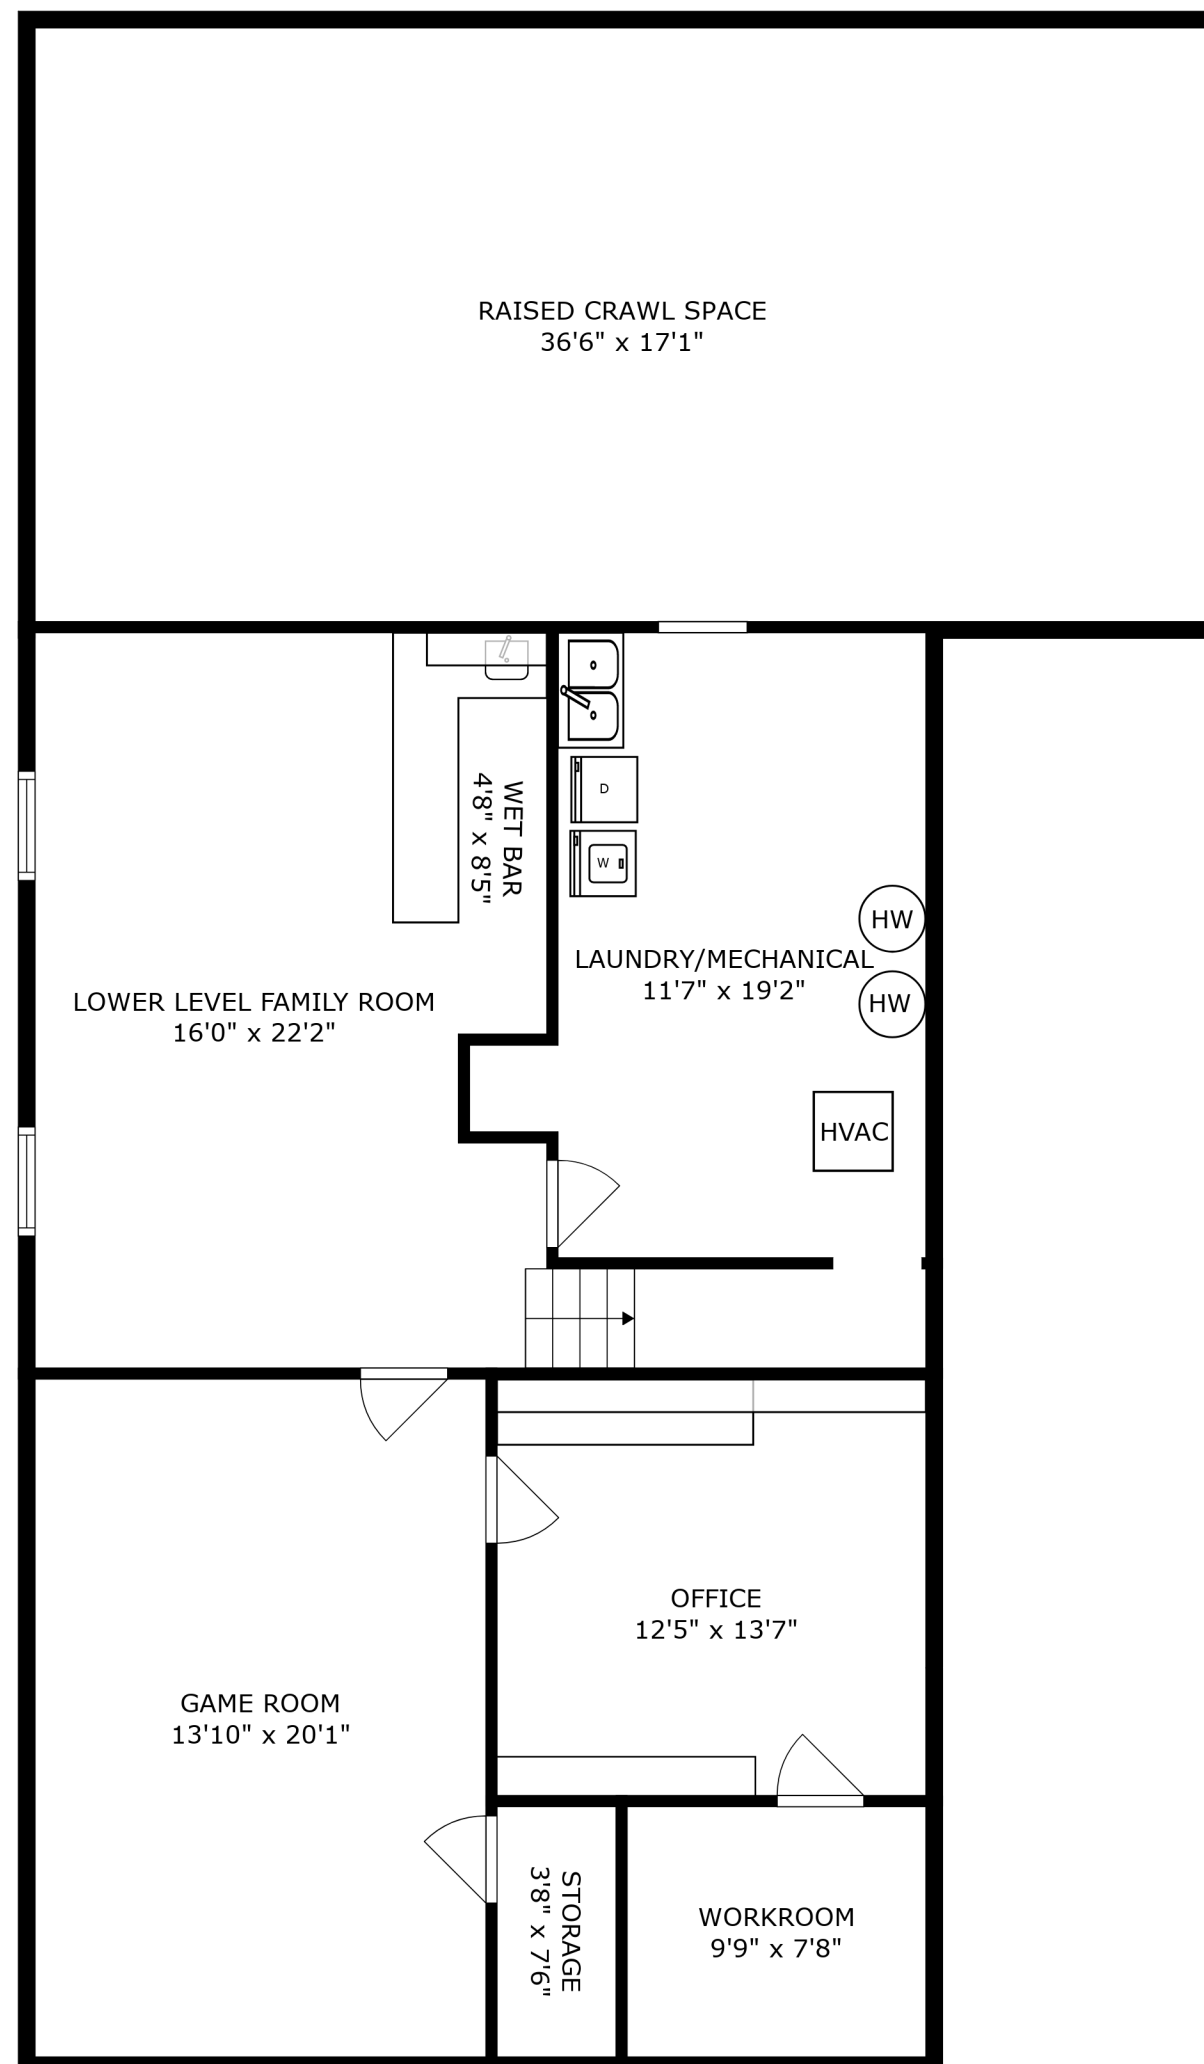 RAISED CRAWL SPACE
36'6" x 17'1"
WET BAR
4'8" x 8'5"
D
W
HW
LAUNDRY/MECHANICAL
11'7" x 19'2"
HW
LOWER LEVEL FAMILY ROOM
16'0" x 22'2"
HVAC
OFFICE
12'5" x 13'7"
GAME ROOM
13'10" x 20'1"
STORAGE
3'8" x 7'6"
WORKROOM
9'9" x 7'8"